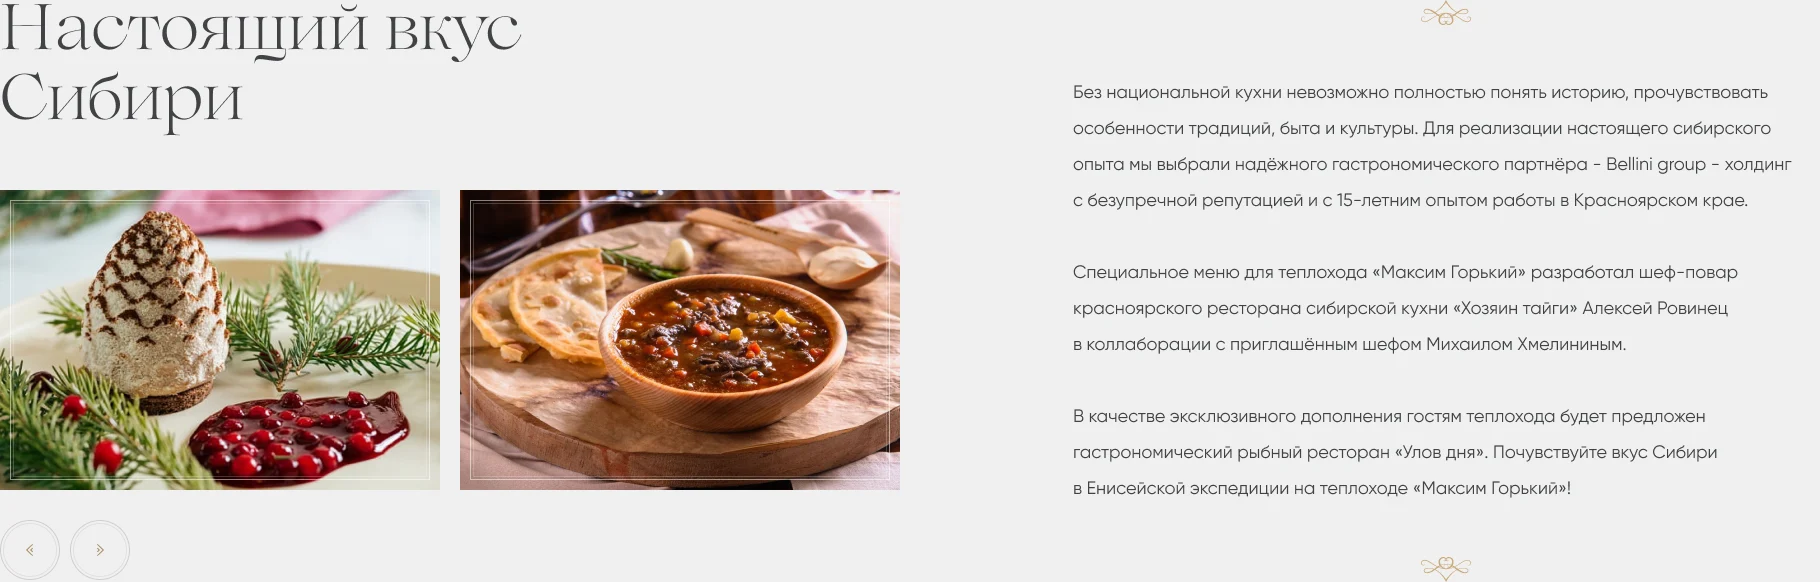 Настоящий вкус
Сибири
Без национальной кухни невозможно полностью понять историю, прочувствовать
особенности традиций, быта и культуры. Для реализации настоящего сибирского
опыта мы выбрали надёжного гастрономического партнёра - Bellini group - холдинг
с безупречной репутацией и с 15-летним опытом работы в Красноярском крае.
Специальное меню для теплохода «Максим Горький» разработал шеф-повар
красноярского ресторана сибирской кухни «Хозяин тайги» Алексей Ровинец
в коллаборации с приглашённым шефом Михаилом Хмелининым.
В качестве эксклюзивного дополнения гостям теплохода будет предложен
гастрономический рыбный ресторан «Улов дня». Почувствуйте вкус Сибири
в Енисейской экспедиции на теплоходе «Максим Горький»!